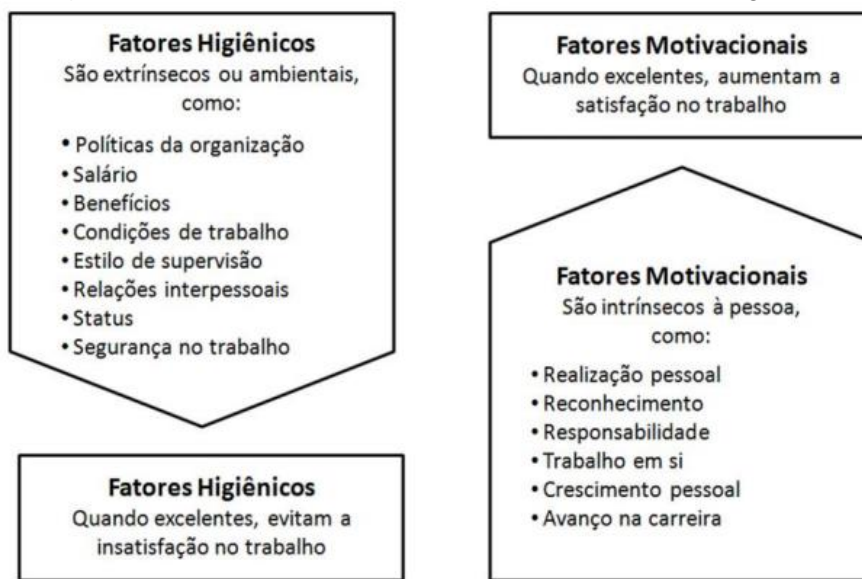 Fatores Higiênicos
São extrínsecos ou ambientais,
como:
• Políticas da organização
• Salário
• Benefícios
• Condições de trabalho
• Estilo de supervisão
• Relações interpessoais
• Status
• Segurança no trabalho
Fatores Higiênicos
Quando excelentes, evitam a
insatisfação no trabalho
Fatores Motivacionais
Quando excelentes, aumentam a
satisfação no trabalho
Fatores Motivacionais
São intrínsecos à pessoa,
como:
• Realização pessoal
• Reconhecimento
• Responsabilidade
• Trabalho em si
• Crescimento pessoal
• Avanço na carreira